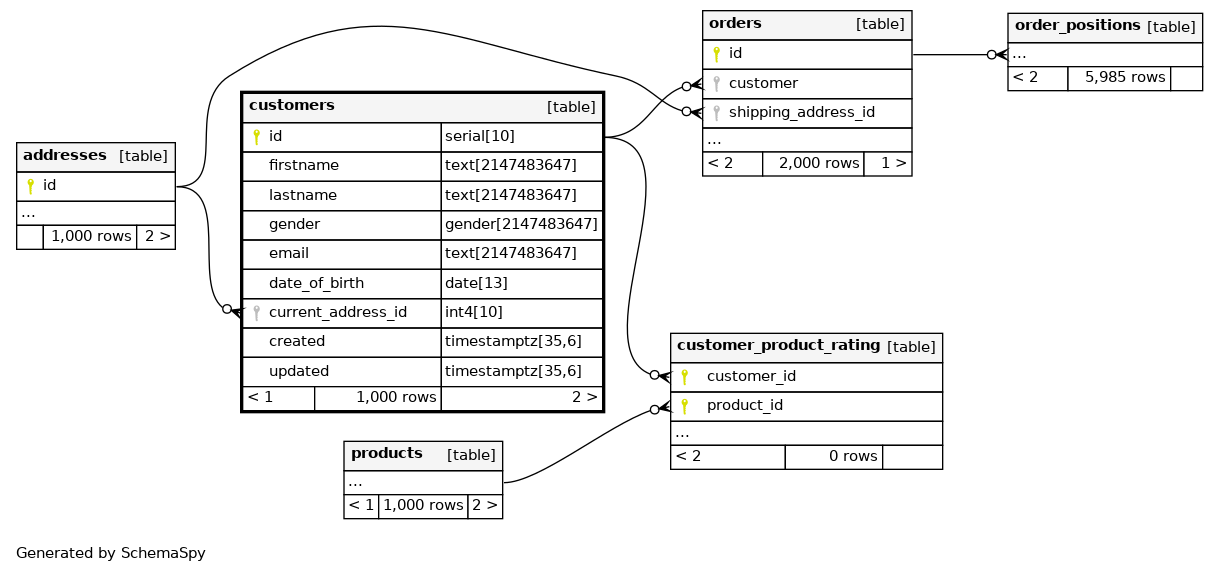 orders [table]
id
customer
shipping_address_id
...
< 2 2,000 rows 1 >
order_positions [table]
...
< 2 5,985 rows
customers [table]
id serial[10]
firstname text[2147483647]
lastname text[2147483647]
gender gender[2147483647]
email text[2147483647]
date_of_birth date[13]
current_address_id int4[10]
created timestamptz[35,6]
updated timestamptz[35,6]
< 1 1,000 rows 2 >
addresses [table]
id
...
1,000 rows 2 >
customer_product_rating [table]
customer_id
product_id
...
< 2 0 rows
products [table]
...
< 1 1,000 rows 2 >
Generated by SchemaSpy